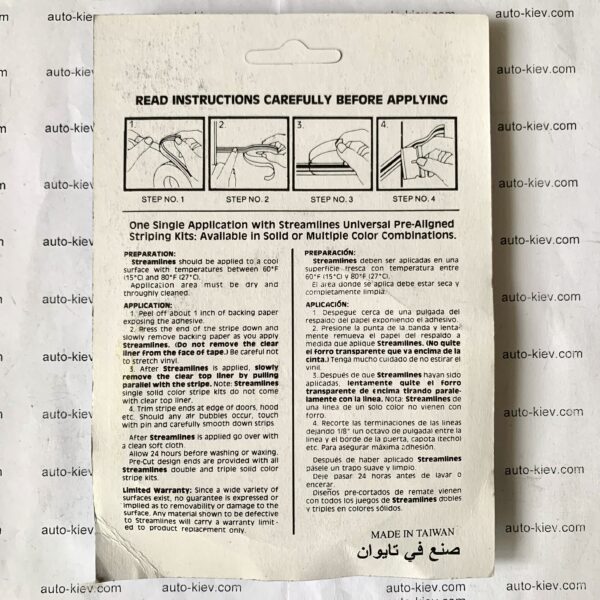 READ INSTRUCTIONS CAREFULLY BEFORE APPLYING
1.
2.
3.
4.
STEP NO. 1
STEP NO. 2
STEP NO. 3
STEP NO. 4
One Single Application with Streamlines Universal Pre-Aligned
Striping Kits: Available in Solid or Multiple Color Combinations.
PREPARATION:
Streamlines should be applied to a cool
surface with temperatures between 60°F
(15°C) and 80°F (27°C).
Application area must be dry and
throughly cleaned.
APPLICATION:
1. Peel off about 1 inch of backing paper
exposing the adhesive.
2. Press the end of the stripe down and
slowly remove backing paper as you apply
Streamlines. (Do not remove the clear
liner from the face of tape.) Be careful not
to stretch vinyl.
3. After Streamlines is applied, slowly
remove the clear top liner by pulling
parallel with the stripe. Note: Streamlines
single solid color stripe kits do not come
with clear top liner.
4. Trim stripe ends at edge of doors, hood
etc. Should any air bubbles occur, touch
with pin and carefully smooth down strips
After Streamlines is applied go over with
a clean soft cloth.
Allow 24 hours before washing or waxing.
Pre-Cut design ends are provided with all
Streamlines double and triple solid color
stripe kits.
Limited Warranty: Since a wide variety of
surfaces exist, no guarantee is expressed or
implied as to removability or damage to the
surface. Any material shown to be defective
to Streamlines will carry a warranty limit-
ed to product replacement only.
PREPARACIÓN:
Streamlines deben ser aplicadas en una
superficie fresca con temperatura entre
60°F (15°C) y 80°F (27°C).
El area donde se aplica debe estar seca y
completamente limpia.
APLICACIÓN:
1. Despegue cerca de una pulgada del
respaldo del papel exponiendo el adhesivo.
2. Presione la punta de la banda y lenta-
mente remueva el papel del respaldo a
medida que aplique Streamlines. (No quite
el forro transparente que va encima de la
cinta.) Tenga mucho cuidado de no estirar el
vinil.
3. Después de que Streamlines hayan sido
aplicadas, lentamente quite el forro
transparente de encima tirando parale-
lamente con la linea. Nota: Streamlines de
una linea de un solo color no vienen con
forro.
4. Recorte las terminaciones de las lineas
dejando 1/8" (un octavo de pulgada) entre la
linea y el borde de la puerta, capota (techo)
etc. Para asegurar máxima adhesión.
Después de haber aplicado Streamlines
pásele un trapo suave y limpio.
Deje pasar 24 horas antes de lavar o
encerar.
Diseños pre-cortados de remate vienen
con todos los juegos de Streamlines dobles
y triples en colores sólidos.
MADE IN TAIWAN
صنع في تايوان